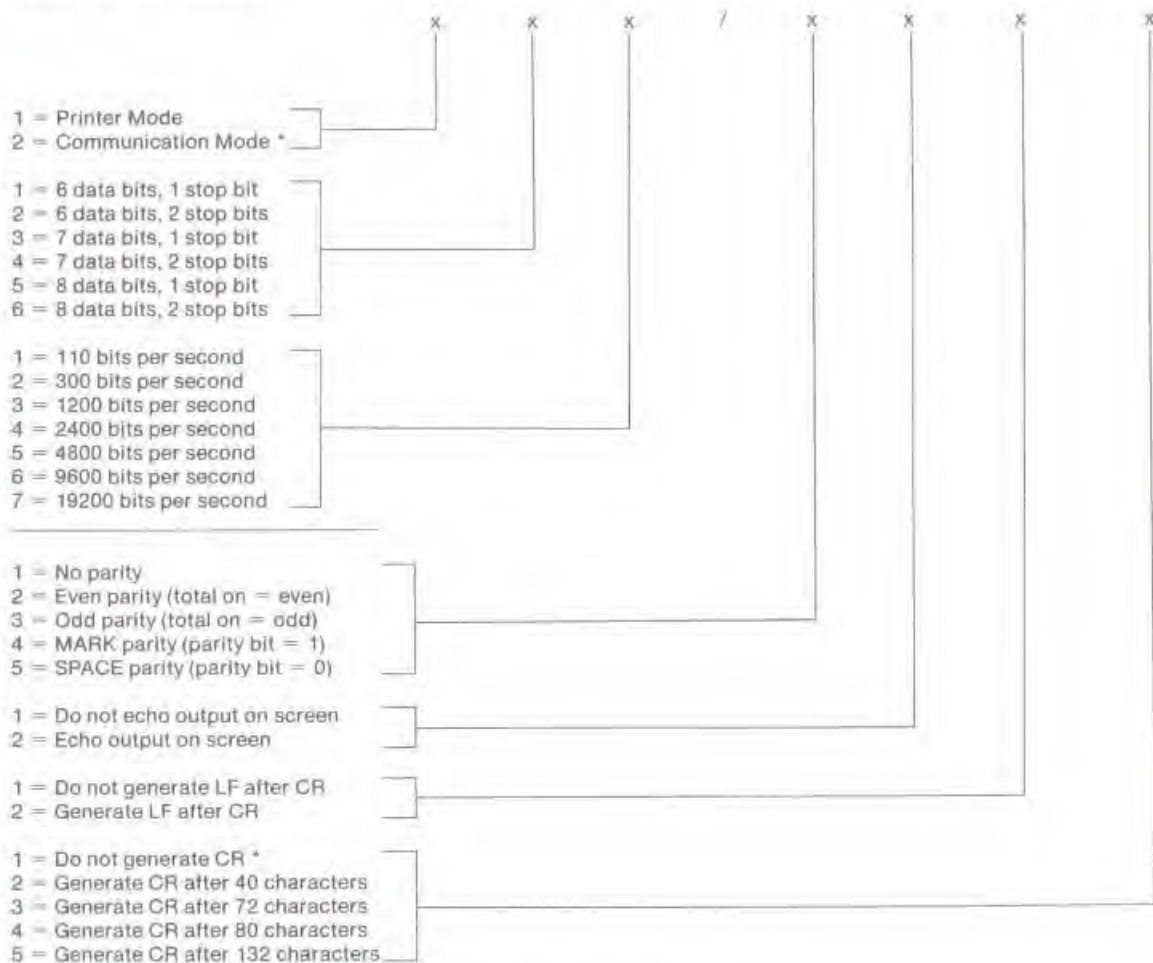 x x x / x x x x
1 = Printer Mode
2 = Communication Mode *
1 = 6 data bits, 1 stop bit
2 = 6 data bits, 2 stop bits
3 = 7 data bits, 1 stop bit
4 = 7 data bits, 2 stop bits
5 = 8 data bits, 1 stop bit
6 = 8 data bits, 2 stop bits
1 = 110 bits per second
2 = 300 bits per second
3 = 1200 bits per second
4 = 2400 bits per second
5 = 4800 bits per second
6 = 9600 bits per second
7 = 19200 bits per second
1 = No parity
2 = Even parity (total on = even)
3 = Odd parity (total on = odd)
4 = MARK parity (parity bit = 1)
5 = SPACE parity (parity bit = 0)
1 = Do not echo output on screen
2 = Echo output on screen
1 = Do not generate LF after CR
2 = Generate LF after CR
1 = Do not generate CR *
2 = Generate CR after 40 characters
3 = Generate CR after 72 characters
4 = Generate CR after 80 characters
5 = Generate CR after 132 characters